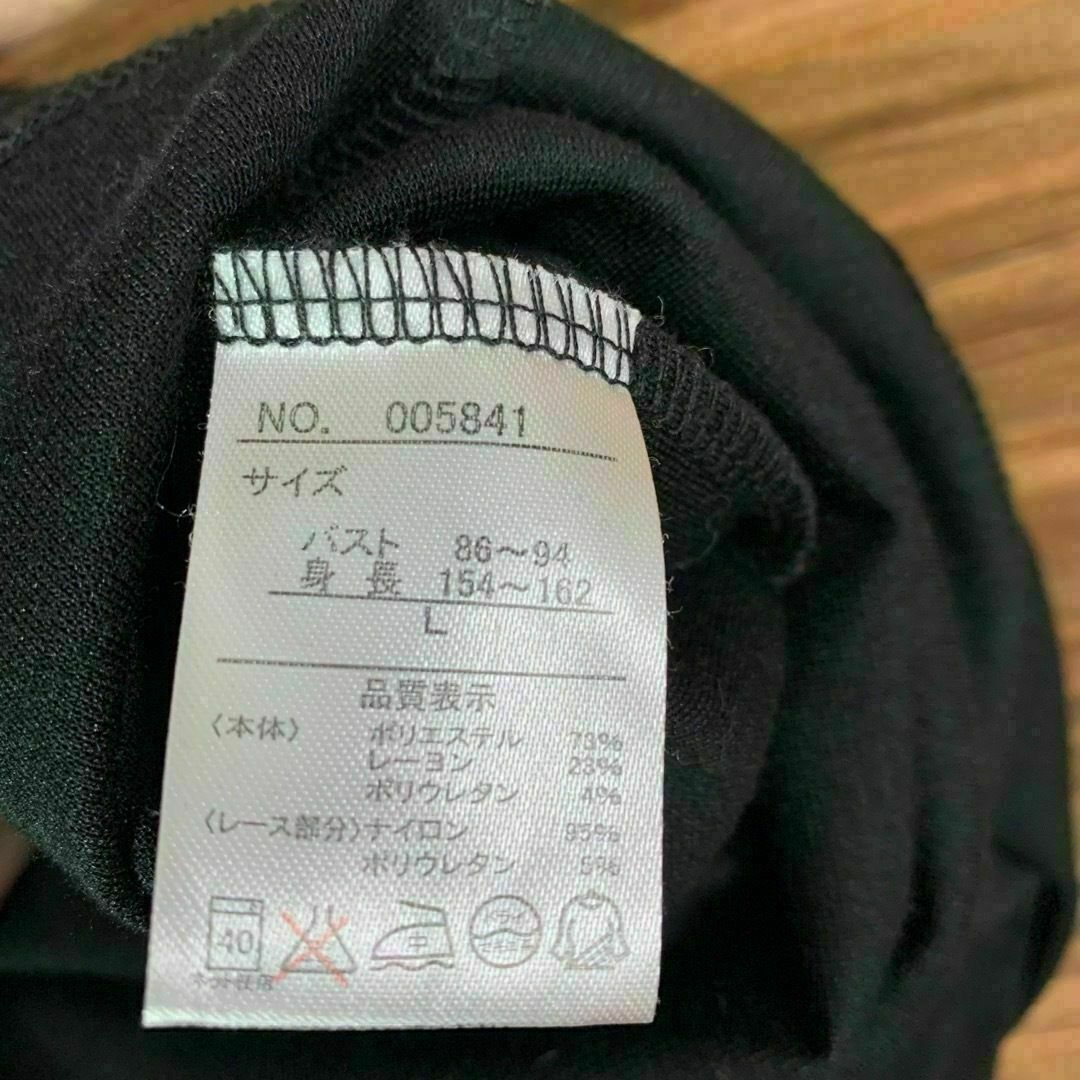 NO. 005841
サイズ
バスト 86～94
身長 154～162
L
品質表示
〈本体〉 ポリエステル 73%
レーヨン 23%
ポリウレタン 4%
〈レース部分〉ナイロン 95%
ポリウレタン 5%
40
中